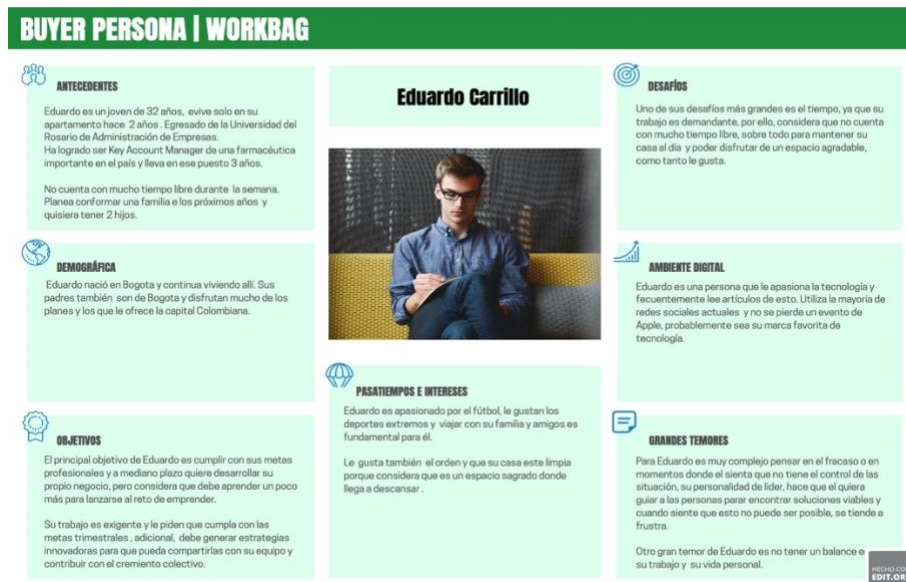 BUYER PERSONA | WORKBAG
ANTECEDENTES
Eduardo es un joven de 32 años, evive solo en su
apartamento hace 2 años . Egresado de la Universidad del
Rosario de Administración de Empresas.
Ha logrado ser Key Account Manager de una farmacéutica
importante en el país y lleva en ese puesto 3 años.
No cuenta con mucho tiempo libre durante la semana.
Planea conformar una familia e los próximos años y
quisiera tener 2 hijos.
DEMOGRÁFICA
Eduardo nació en Bogota y continua viviendo allí. Sus
padres también son de Bogota y disfrutan mucho de los
planes y los que le ofrece la capital Colombiana.
OBJETIVOS
El principal objetivo de Eduardo es cumplir con sus metas
profesionales y a mediano plazo quiere desarrollar su
propio negocio, pero considera que debe aprender un poco
más para lanzarse al reto de emprender.
Su trabajo es exigente y le piden que cumpla con las
metas trimestrales , adicional, debe generar estrategias
innovadoras para que pueda compartirlas con su equipo y
contribuir con el cremiento colectivo.
Eduardo Carrillo
PASATIEMPOS E INTERESES
Eduardo es apasionado por el fútbol, le gustan los
deportes extremos y viajar con su familia y amigos es
fundamental para él.
Le gusta también el orden y que su casa este limpia
porque considera que es un espacio sagrado donde
llega a descansar .
DESAFÍOS
Uno de sus desafíos más grandes es el tiempo, ya que su
trabajo es demandante, por ello, considera que no cuenta
con mucho tiempo libre, sobre todo para mantener su
casa al día y poder disfrutar de un espacio agradable,
como tanto le gusta.
AMBIENTE DIGITAL
Eduardo es una persona que le apasiona la tecnología y
fecuentemente lee artículos de esto. Utiliza la mayoría de
redes sociales actuales y no se pierde un evento de
Apple, probablemente sea su marca favorita de
tecnología.
GRANDES TEMORES
Para Eduardo es muy complejo pensar en el fracaso o en
momentos donde el sienta que no tiene el control de las
situación, su personalidad de líder, hace que el quiera
guiar a las personas parar encontrar soluciones viables y
cuando siente que esto no puede ser posible, se tiende a
frustra.
Otro gran temor de Eduardo es no tener un balance e
su trabajo y su vida personal.
HECHO CO
EDIT.OR